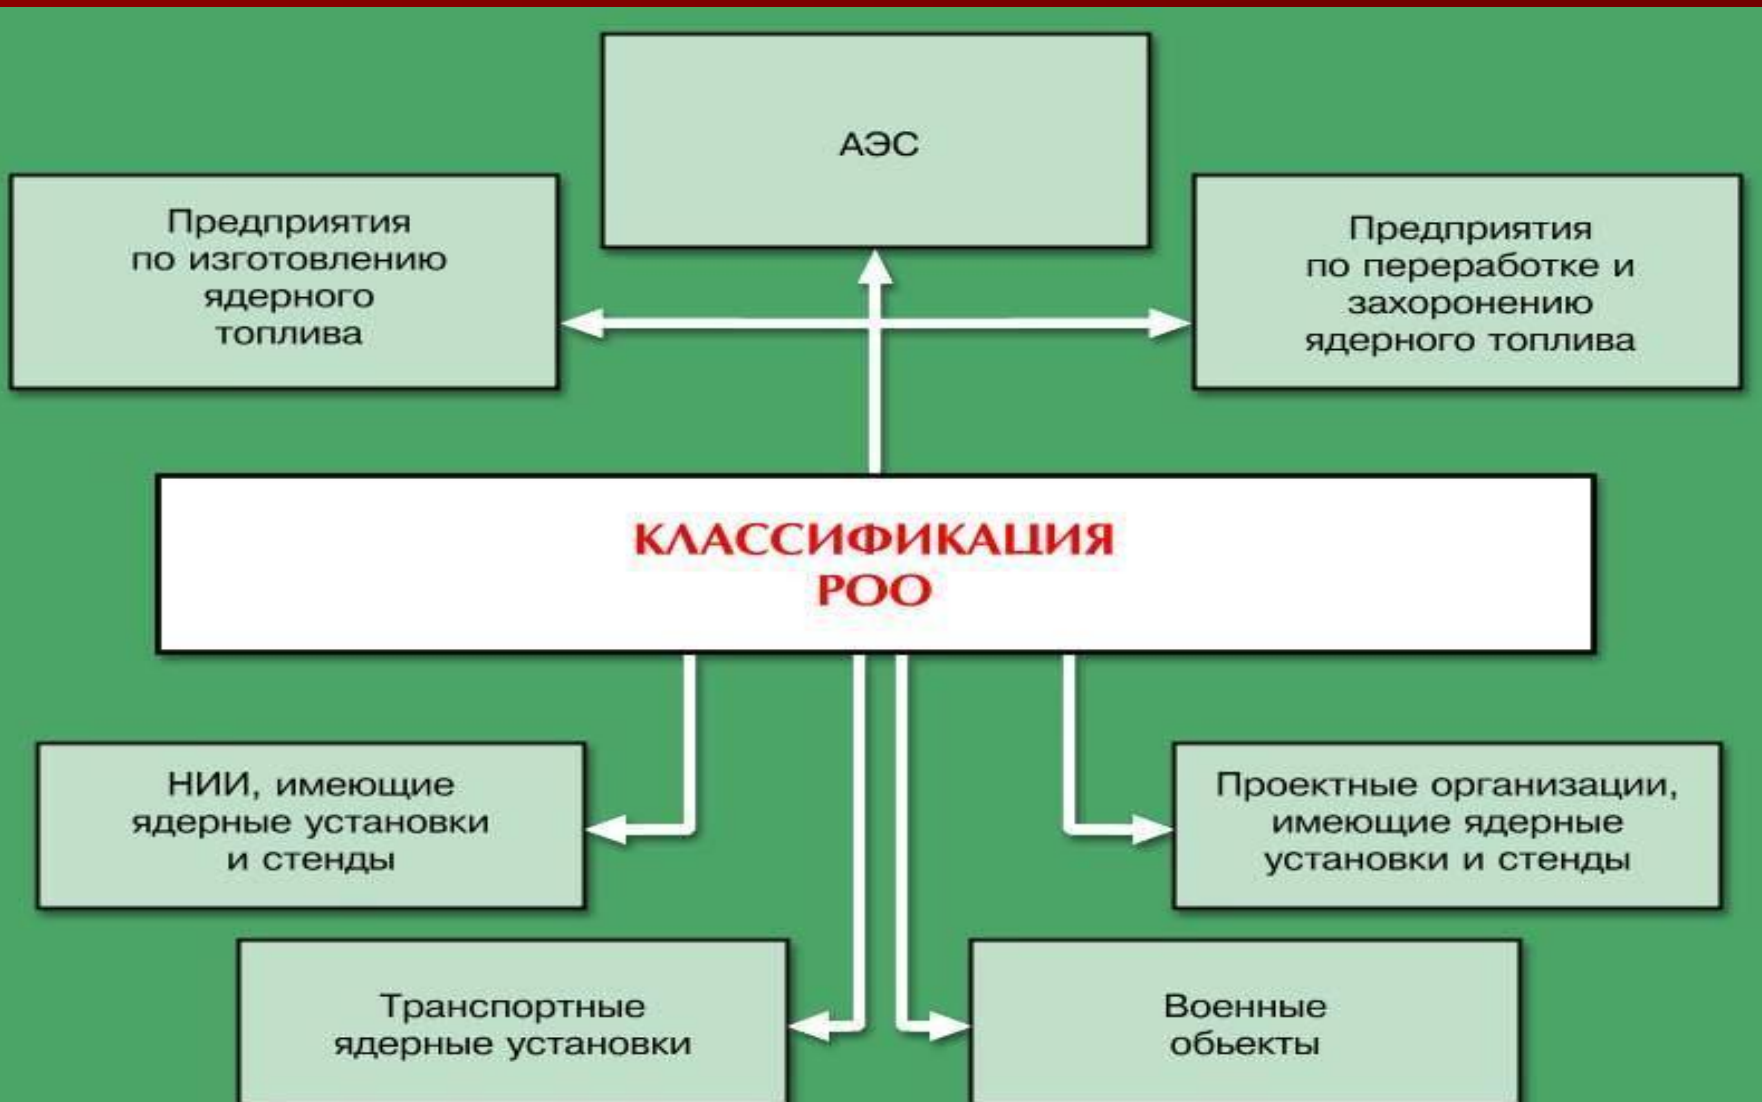 АЭС
Предприятия
по изготовлению
ядерного
топлива
Предприятия
по переработке и
захоронению
ядерного топлива
КЛАССИФИКАЦИЯ
РОО
НИИ, имеющие
ядерные установки
и стенды
Проектные организации,
имеющие ядерные
установки и стенды
Транспортные
ядерные установки
Военные
обьекты